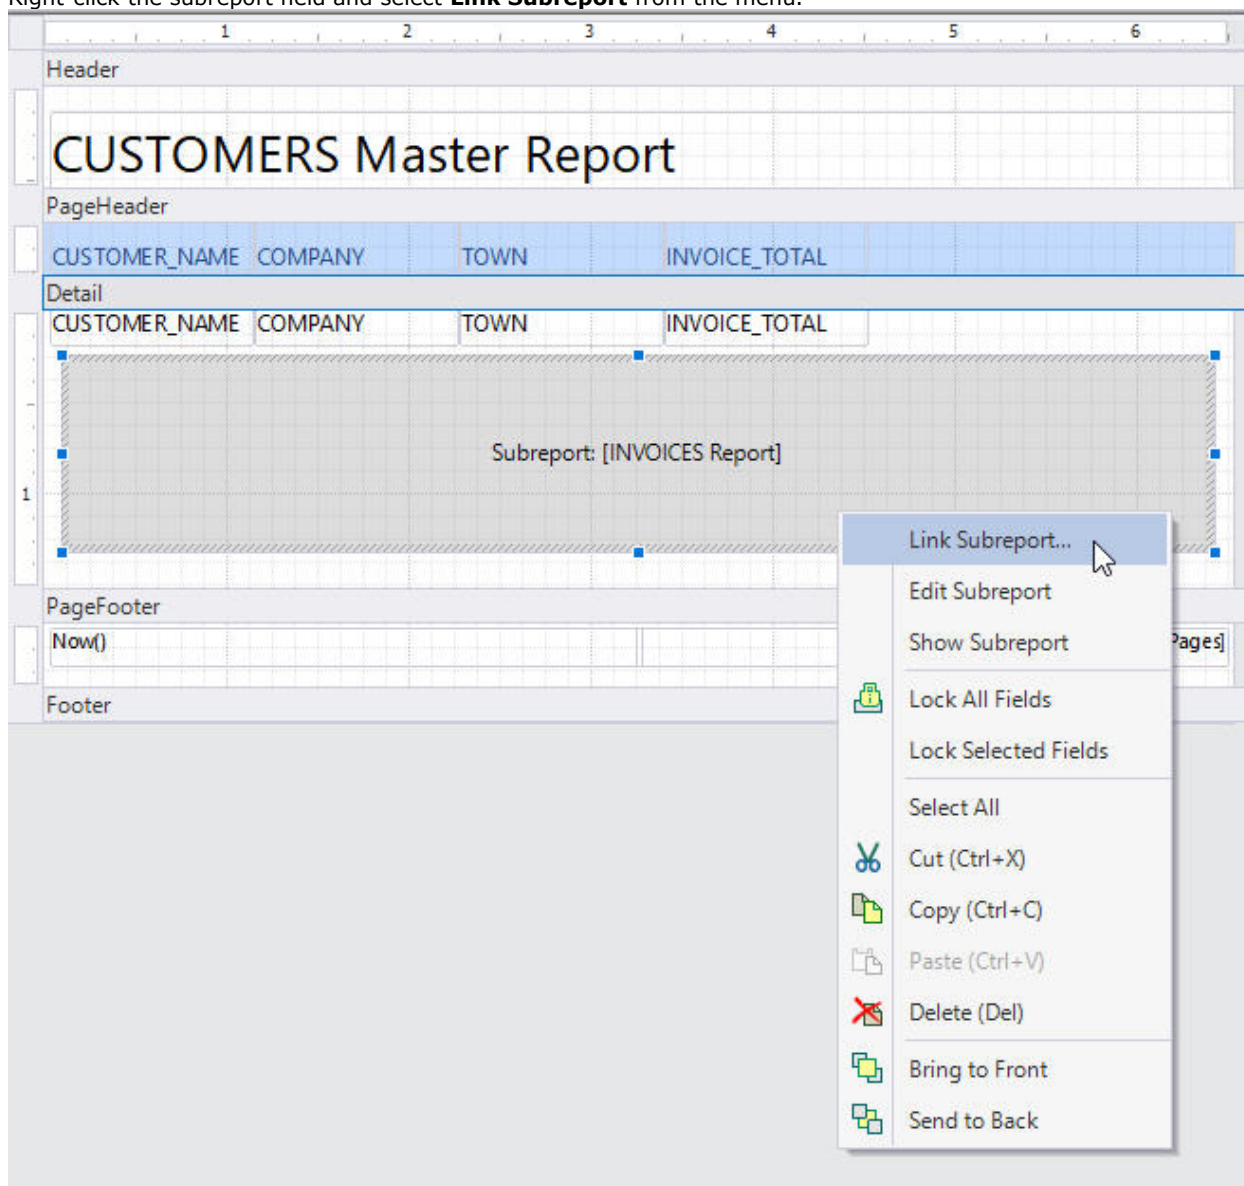 Right-click the subreport field and select Link Subreport from the menu.
1 2 3 4 5 6
Header
CUSTOMERS Master Report
PageHeader
CUSTOMER_NAME COMPANY TOWN INVOICE_TOTAL
Detail
CUSTOMER_NAME COMPANY TOWN INVOICE_TOTAL
Subreport: [INVOICES Report]
1
Link Subreport...
Edit Subreport
PageFooter
Now()
Show Subreport
Pages]
Footer
Lock All Fields
Lock Selected Fields
Select All
Cut (Ctrl+X)
Copy (Ctrl+C)
Paste (Ctrl+V)
Delete (Del)
Bring to Front
Send to Back